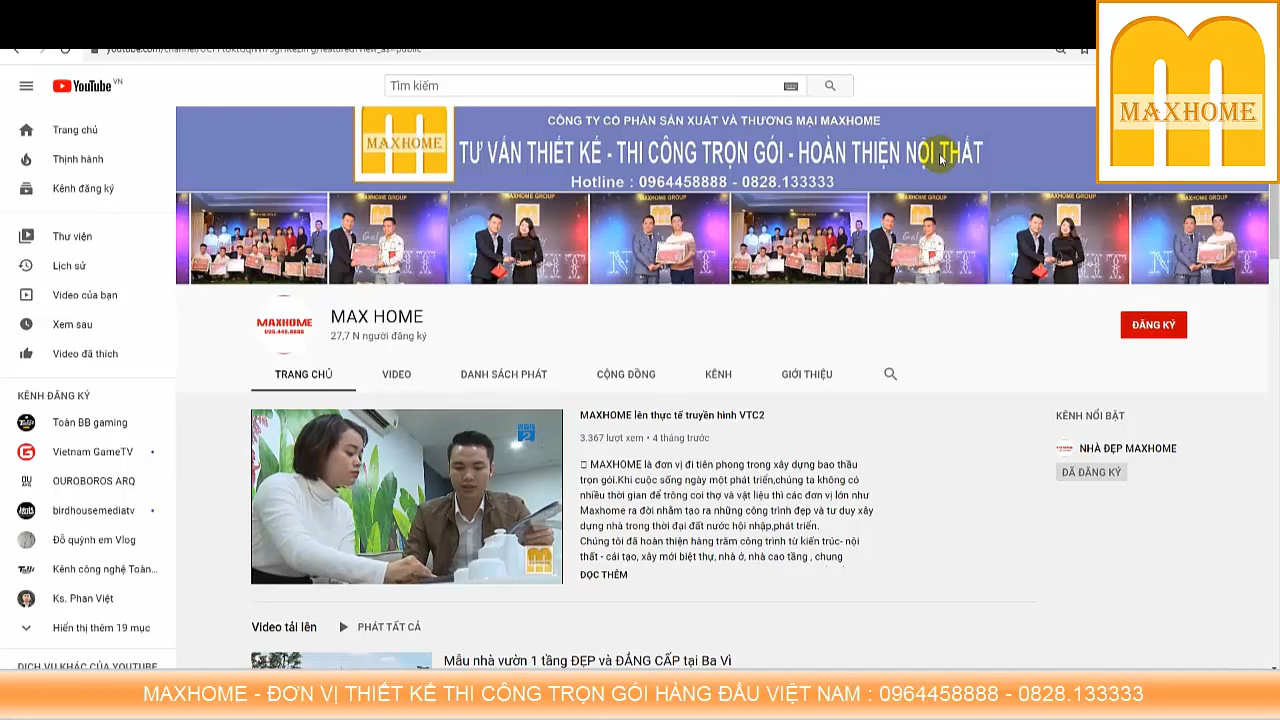 YouTube VN
Tìm kiếm
MAXHOME
Trang chủ
Thịnh hành
Kênh đăng ký
Thư viện
Lịch sử
Video của bạn
Xem sau
Video đã thích
KÊNH ĐĂNG KÝ
Toàn BB gaming
Vietnam GameTV
OUROBOROS ARQ
birdhousemediatv
Đỗ quỳnh em Vlog
Kênh công nghệ Toàn...
Ks. Phan Việt
Hiển thị thêm 19 mục
DỊCH VỤ KHÁC CỦA YOUTUBE
MAXHOME
CÔNG TY CỔ PHẦN SẢN XUẤT VÀ THƯƠNG MẠI MAXHOME
TƯ VẤN THIẾT KẾ - THI CÔNG TRỌN GÓI - HOÀN THIỆN NỘI THẤT
Hotline : 0964458888 - 0828.133333
MAXHOME
096.445.8888
MAX HOME
27,7 N người đăng ký
ĐĂNG KÝ
TRANG CHỦ
VIDEO
DANH SÁCH PHÁT
CỘNG ĐỒNG
KÊNH
GIỚI THIỆU
MAXHOME lên thực tế truyền hình VTC2
3.367 lượt xem • 4 tháng trước
MAXHOME là đơn vị đi tiên phong trong xây dựng bao thầu
trọn gói.Khi cuộc sống ngày một phát triển,chúng ta không có
nhiều thời gian để trông coi thợ và vật liệu thì các đơn vị lớn như
Maxhome ra đời nhằm tạo ra những công trình đẹp và tư duy xây
dựng nhà trong thời đại đất nước hội nhập,phát triển.
Chúng tôi đã hoàn thiện hàng trăm công trình từ kiến trúc- nội
thất - cải tạo, xây mới biệt thự, nhà ở, nhà cao tầng , chung
ĐỌC THÊM
KÊNH NỔI BẬT
NHÀ ĐẸP MAXHOME
ĐÃ ĐĂNG KÝ
Video tải lên
PHÁT TẤT CẢ
Mẫu nhà vườn 1 tầng ĐẸP và ĐẲNG CẤP tại Ba Vì
MAXHOME - ĐƠN VỊ THIẾT KẾ THI CÔNG TRỌN GÓI HÀNG ĐẦU VIỆT NAM : 0964458888 - 0828.133333